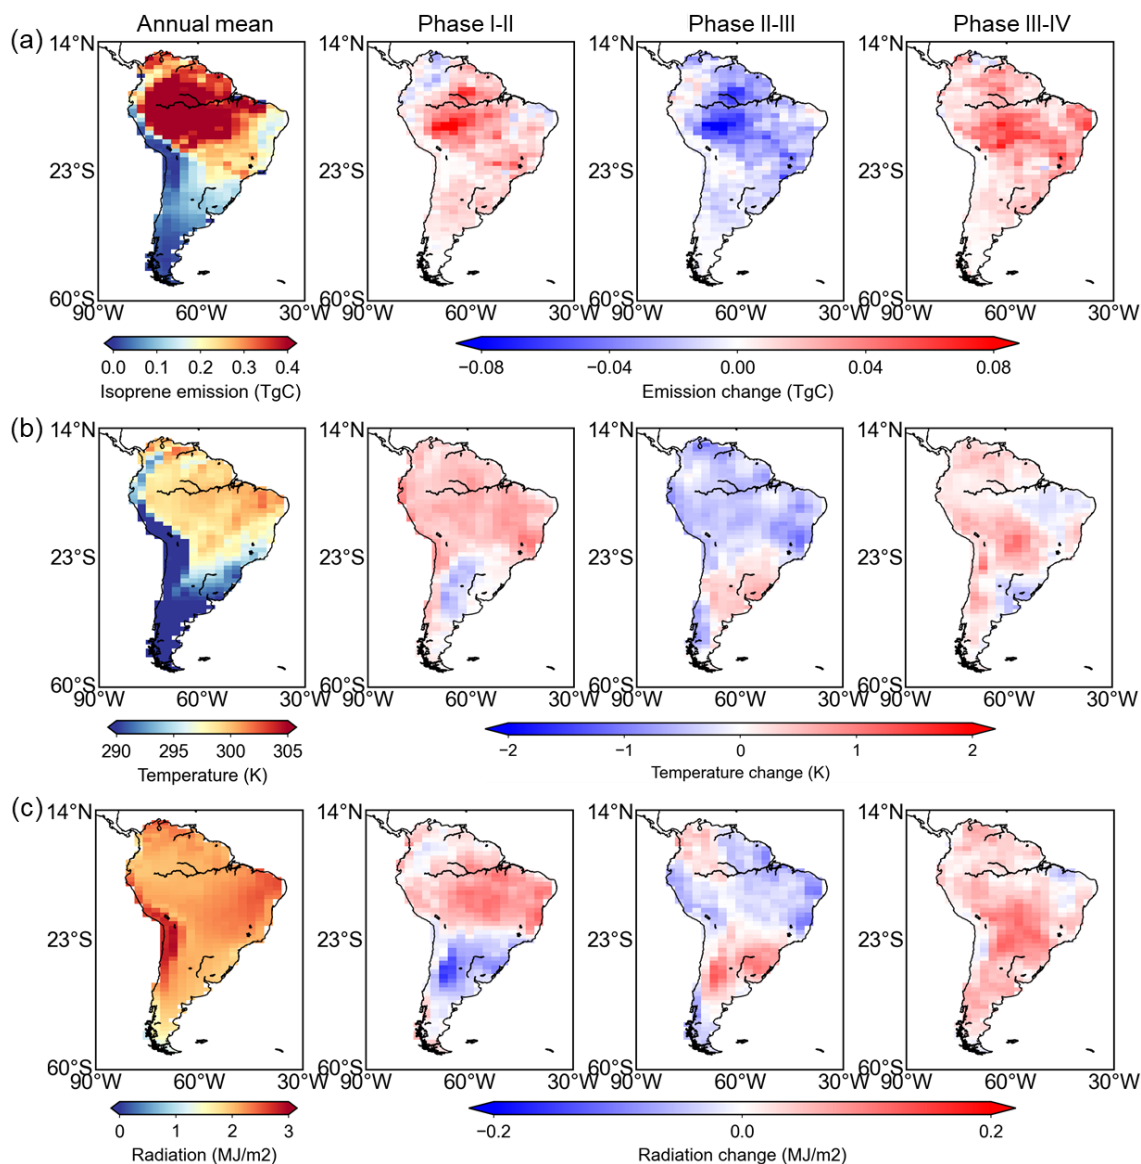 Annual mean Phase I-II Phase II-III Phase III-IV
(a)
14°N 14°N 14°N 14°N
23°S 23°S 23°S 23°S
60°S 60°S 60°S 60°S
90°W 60°W 30°W 90°W 60°W 30°W 90°W 60°W 30°W 90°W 60°W 30°W
0.0 0.1 0.2 0.3 0.4 −0.08 −0.04 0.00 0.04 0.08
Isoprene emission (TgC) Emission change (TgC)
(b)
14°N 14°N 14°N 14°N
23°S 23°S 23°S 23°S
60°S 60°S 60°S 60°S
90°W 60°W 30°W 90°W 60°W 30°W 90°W 60°W 30°W 90°W 60°W 30°W
290 295 300 305 −2 −1 0 1 2
Temperature (K) Temperature change (K)
(c)
14°N 14°N 14°N 14°N
23°S 23°S 23°S 23°S
60°S 60°S 60°S 60°S
90°W 60°W 30°W 90°W 60°W 30°W 90°W 60°W 30°W 90°W 60°W 30°W
0 1 2 3 −0.2 0.0 0.2
Radiation (MJ/m2) Radiation change (MJ/m2)